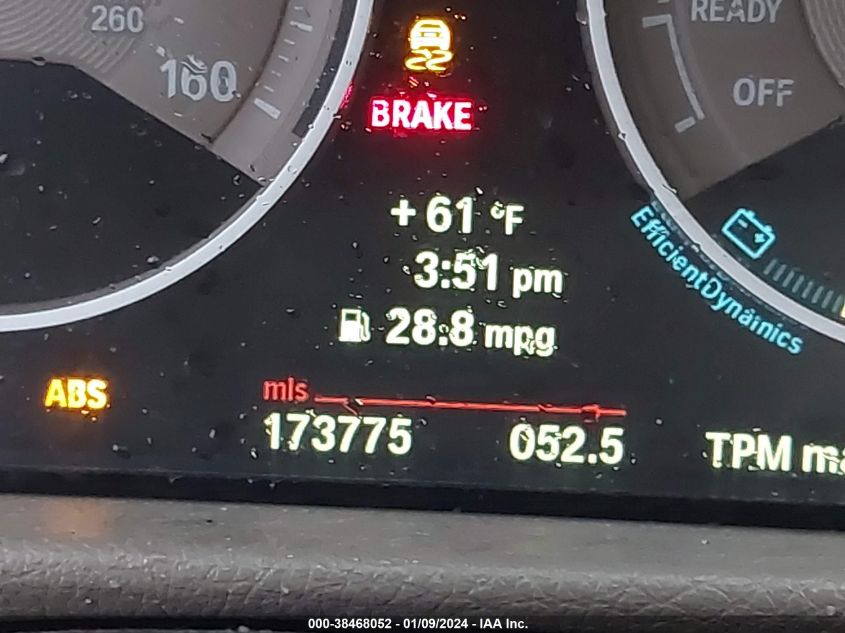 260
160
BRAKE
READY
OFF
+ 61 °F
3:51 pm
28.8 mpg
EfficientDynamics
ABS
mls
173775 052.5
TPM ma
000-38468052 - 01/09/2024 - IAA Inc.